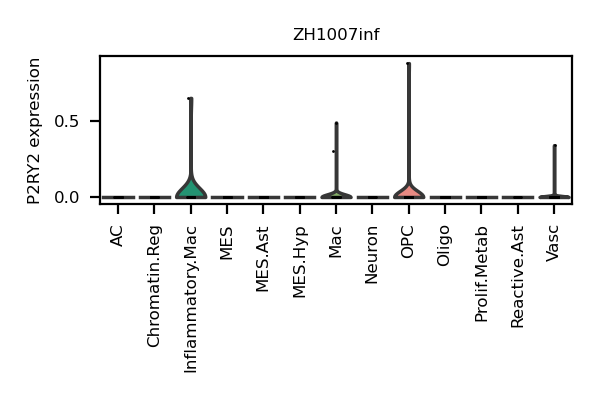 ZH1007inf
P2RY2 expression
0.5
0.0
AC
Chromatin.Reg
Inflammatory.Mac
MES
MES.Ast
MES.Hyp
Mac
Neuron
OPC
Oligo
Prolif.Metab
Reactive.Ast
Vasc